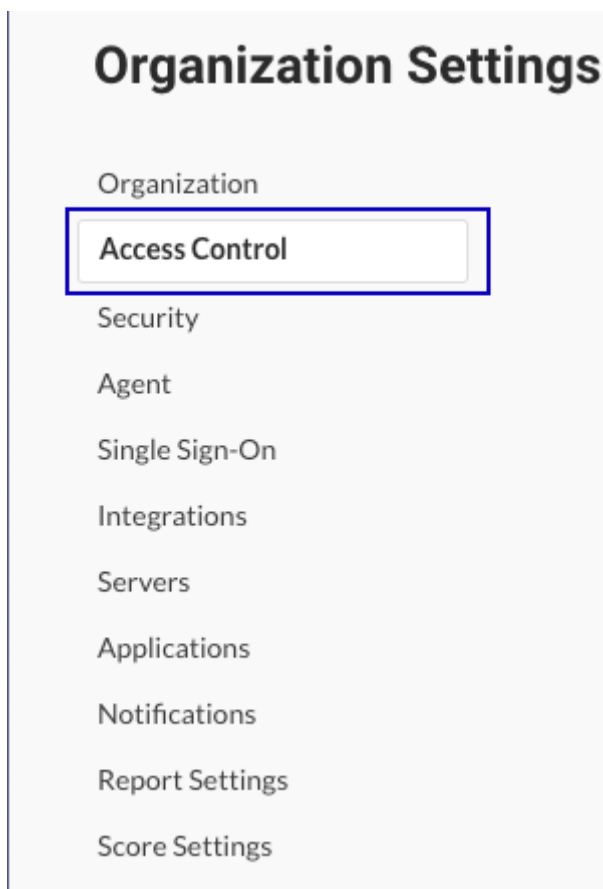 Organization Settings
Organization
Access Control
Security
Agent
Single Sign-On
Integrations
Servers
Applications
Notifications
Report Settings
Score Settings